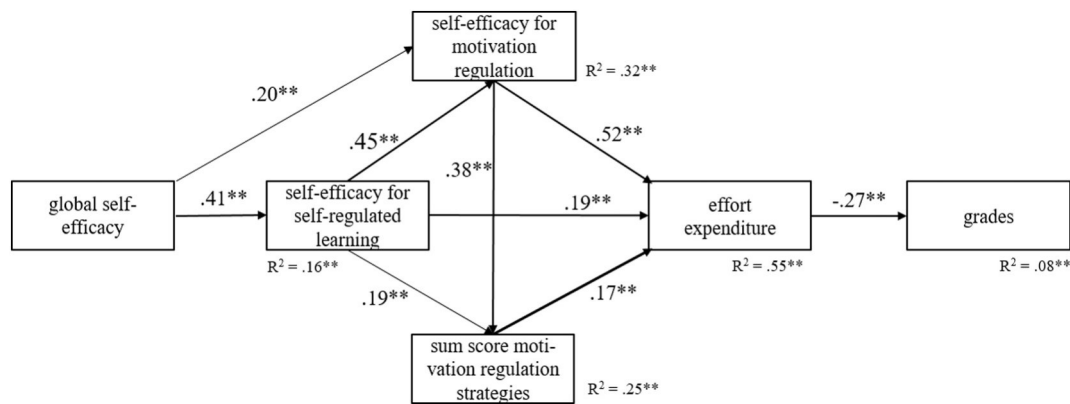 self-efficacy for
motivation
regulation
R² = .32**
.20**
.45**
.52**
.38**
global self-
efficacy
.41**
self-efficacy for
self-regulated
learning
R² = .16**
.19**
effort
expenditure
R² = .55**
-.27**
grades
R² = .08**
.19**
.17**
sum score moti-
vation regulation
strategies
R² = .25**